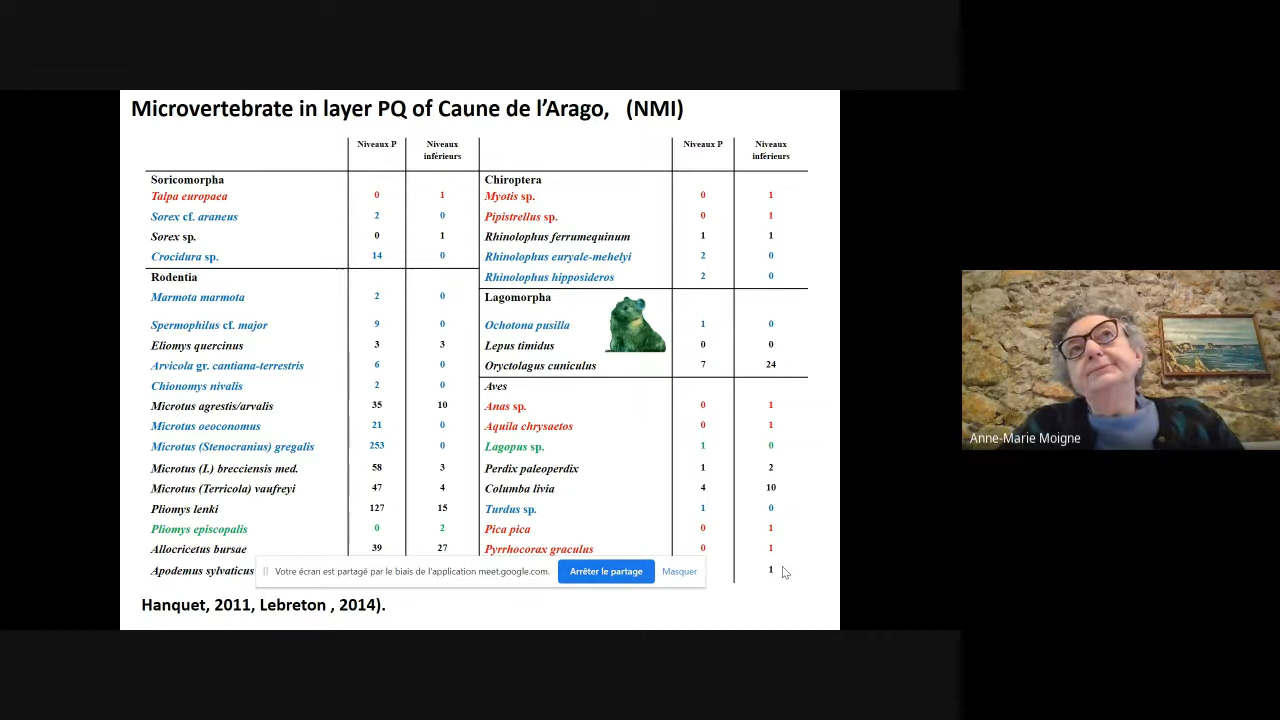 Microvertebrate in layer PQ of Caune de l’Arago, (NMI)
Niveaux P Niveaux inférieurs Niveaux P Niveaux inférieurs
Soricomorpha
Talpa europaea 0 1
Sorex cf. araneus 2 0
Sorex sp. 0 1
Crocidura sp. 14 0
Rodentia
Marmota marmota 2 0
Spermophilus cf. major 9 0
Eliomys quercinus 3 3
Arvicola gr. cantiana-terrestris 6 0
Chionomys nivalis 2 0
Microtus agrestis/arvalis 35 10
Microtus oeoconomus 21 0
Microtus (Stenocranius) gregalis 253 0
Microtus (I.) brecciensis med. 58 3
Microtus (Terricola) vaufreyi 47 4
Pliomys lenki 127 15
Pliomys episcopalis 0 2
Allocricetus bursae 39 27
Apodemus sylvaticus
Chiroptera
Myotis sp. 0 1
Pipistrellus sp. 0 1
Rhinolophus ferrumequinum 1 1
Rhinolophus euryale-mehelyi 2 0
Rhinolophus hipposideros 2 0
Lagomorpha
Ochotona pusilla 1 0
Lepus timidus 0 0
Oryctolagus cuniculus 7 24
Aves
Anas sp. 0 1
Aquila chrysaetos 0 1
Lagopus sp. 1 0
Perdix paleoperdix 1 2
Columba livia 4 10
Turdus sp. 1 0
Pica pica 0 1
Pyrrhocorax graculus 0 1
1
Votre écran est partagé par le biais de l'application meet.google.com. Arrêter le partage Masquer
Hanquet, 2011, Lebreton , 2014).
Anne-Marie Moigne